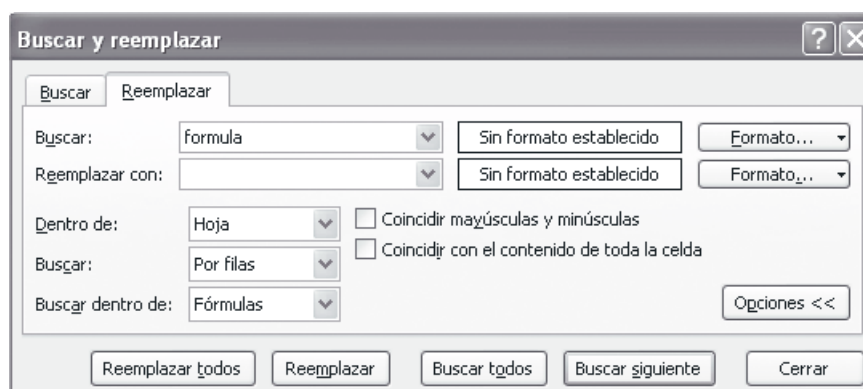 Buscar y reemplazar
Buscar Reemplazar
Buscar: formula Sin formato establecido Formato...
Reemplazar con: Sin formato establecido Formato...
Dentro de: Hoja Coincidir mayúsculas y minúsculas
Buscar: Por filas Coincidir con el contenido de toda la celda
Buscar dentro de: Fórmulas Opciones <<
Reemplazar todos Reemplazar Buscar todos Buscar siguiente Cerrar